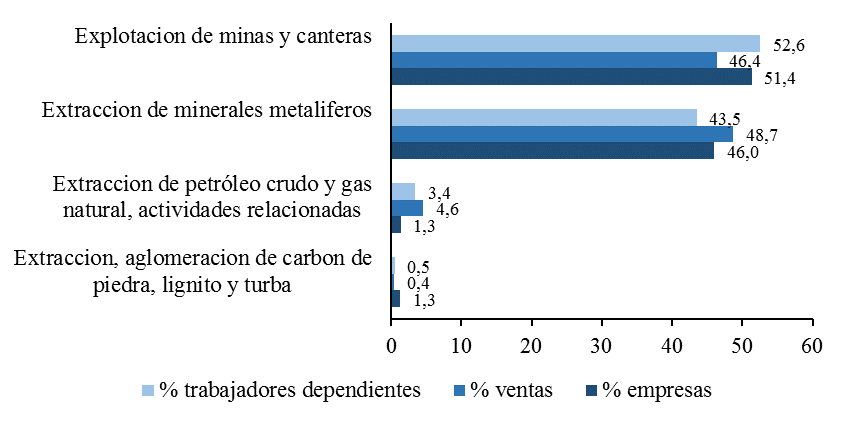 Explotacion de minas y canteras
52,6
46,4
51,4
Extraccion de minerales metaliferos
43,5
48,7
46,0
Extraccion de petróleo crudo y gas
natural, actividades relacionadas
3,4
4,6
1,3
Extraccion, aglomeracion de carbon de
piedra, lignito y turba
0,5
0,4
1,3
0 10 20 30 40 50 60
% trabajadores dependientes % ventas % empresas